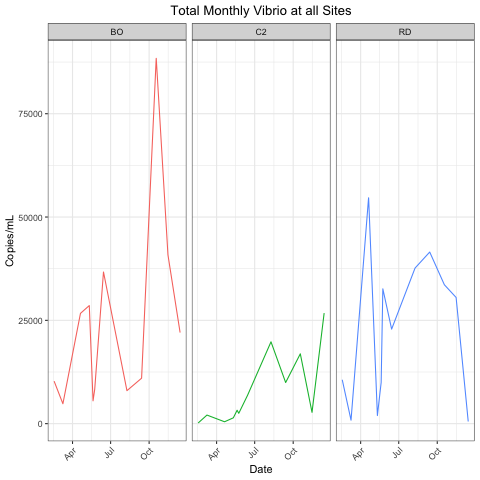 Total Monthly Vibrio at all Sites
BO
C2
RD
Copies/mL
75000
50000
25000
0
Apr
Jul
Oct
Apr
Jul
Oct
Apr
Jul
Oct
Date